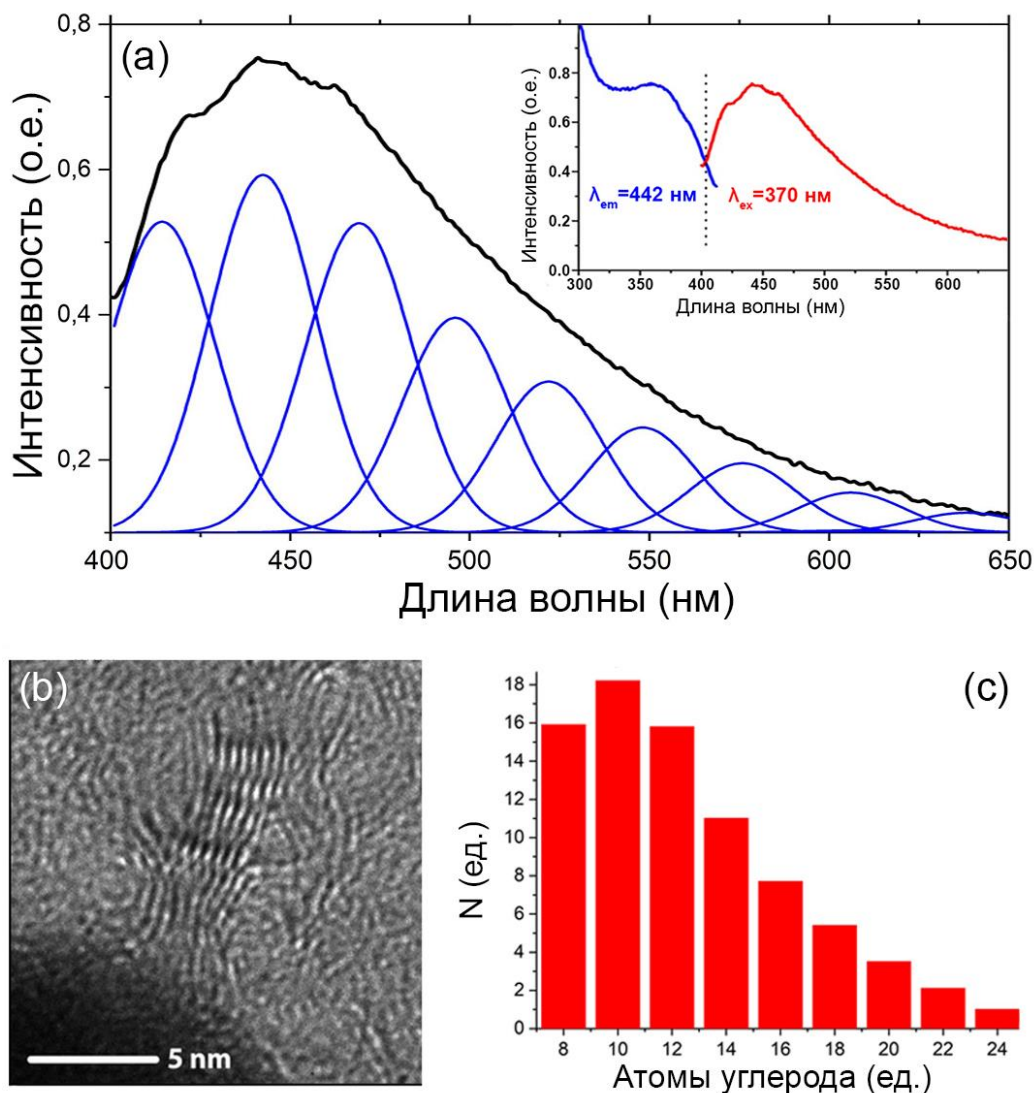 (a)
Интенсивность (о.е.)
0,8
0,6
0,4
0,2
400 450 500 550 600 650
Длина волны (нм)
Интенсивность (о.е.)
1.0
0.8
0.6
0.4
0.2
0.0
λem=442 нм
λex=370 нм
300 350 400 450 500 550 600
Длина волны (нм)
(b)
5 nm
(c)
N (ед.)
18
16
14
12
10
8
6
4
2
0
8 10 12 14 16 18 20 22 24
Атомы углерода (ед.)